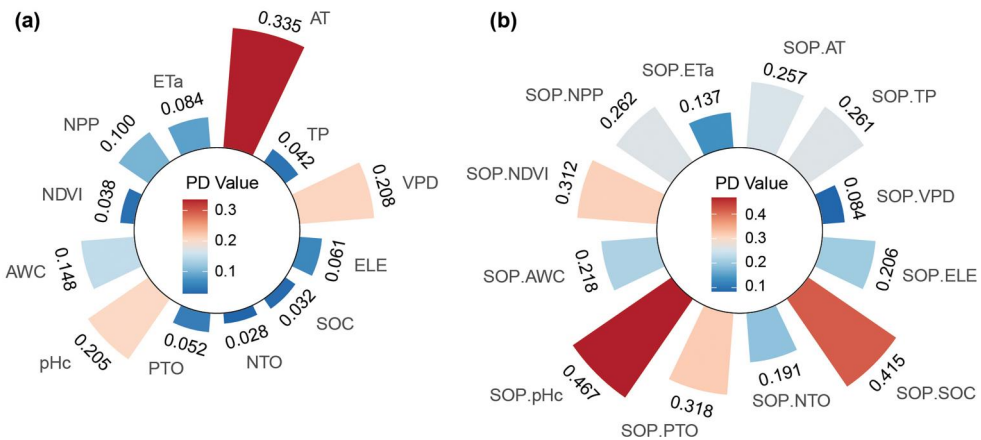 (a)
0.335
AT
ETa
0.084
NPP
0.100
TP
0.042
VPD
0.208
NDVI
0.038
PD Value
0.3
0.2
0.1
ELE
0.061
AWC
0.148
SOC
0.032
pHc
0.205
PTO
0.052
NTO
0.028
(b)
SOP.AT
0.257
SOP.ETa
0.137
SOP.NPP
0.262
SOP.TP
0.261
SOP.NDVI
0.312
PD Value
0.4
0.3
0.2
0.1
SOP.VPD
0.084
SOP.AWC
0.218
SOP.ELE
0.206
SOP.pHc
0.467
SOP.PTO
0.318
SOP.NTO
0.191
SOP.SOC
0.415